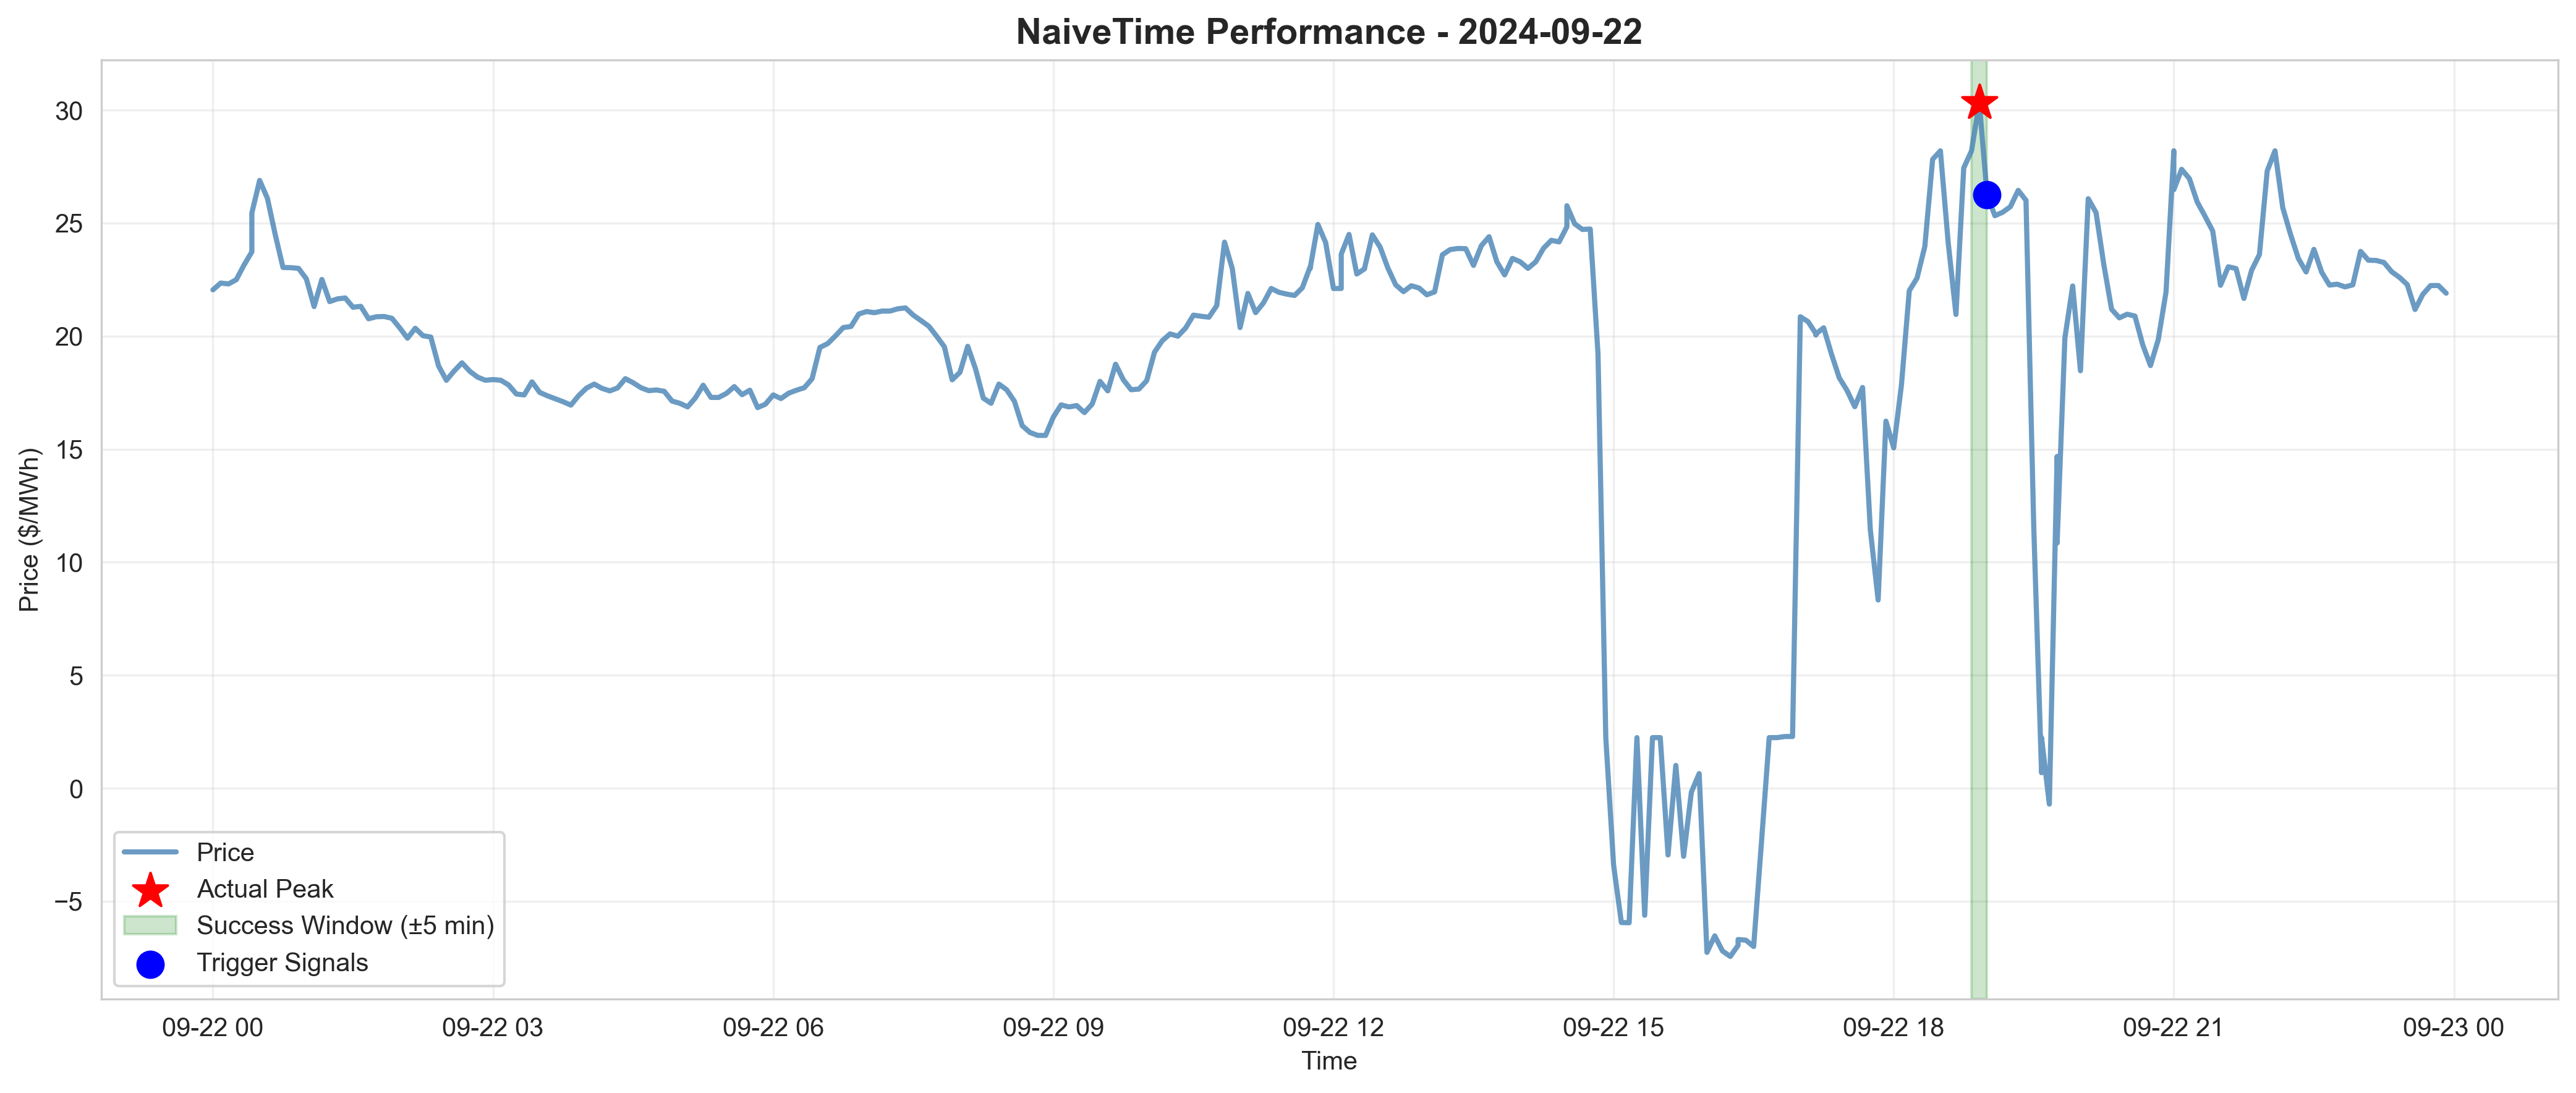 NaiveTime Performance - 2024-09-22
Price ($/MWh)
30
25
20
15
10
5
0
−5
Price
Actual Peak
Success Window (±5 min)
Trigger Signals
09-22 00
09-22 03
09-22 06
09-22 09
09-22 12
09-22 15
09-22 18
09-22 21
09-23 00
Time